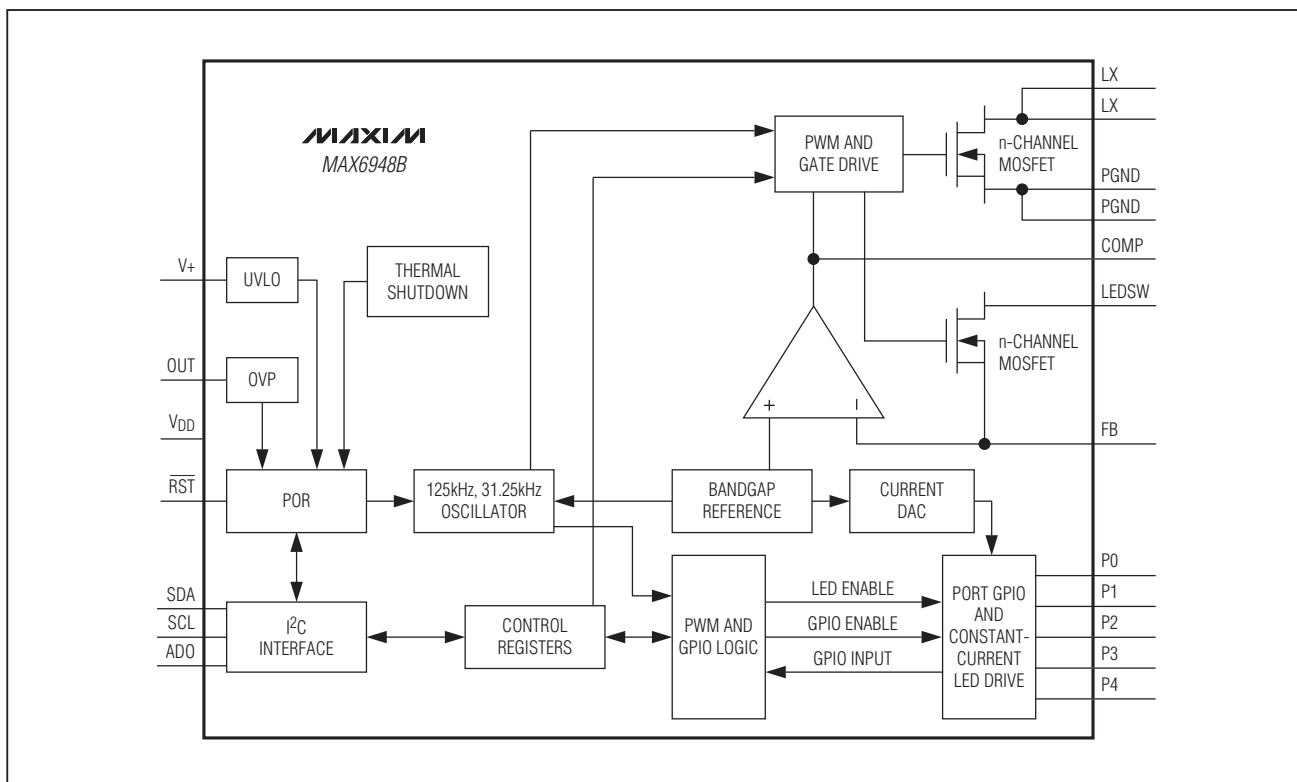 MAXIM
MAX6948B
V+
OUT
VDD
RST
SDA
SCL
ADO
UVLO
OVP
THERMAL
SHUTDOWN
POR
I2C
INTERFACE
125kHz, 31.25kHz
OSCILLATOR
CONTROL
REGISTERS
PWM AND
GATE DRIVE
+
–
BANDGAP
REFERENCE
CURRENT
DAC
PWM AND
GPIO LOGIC
LED ENABLE
GPIO ENABLE
GPIO INPUT
PORT GPIO
AND
CONSTANT-
CURRENT
LED DRIVE
n-CHANNEL
MOSFET
n-CHANNEL
MOSFET
LX
LX
PGND
PGND
COMP
LEDSW
FB
P0
P1
P2
P3
P4